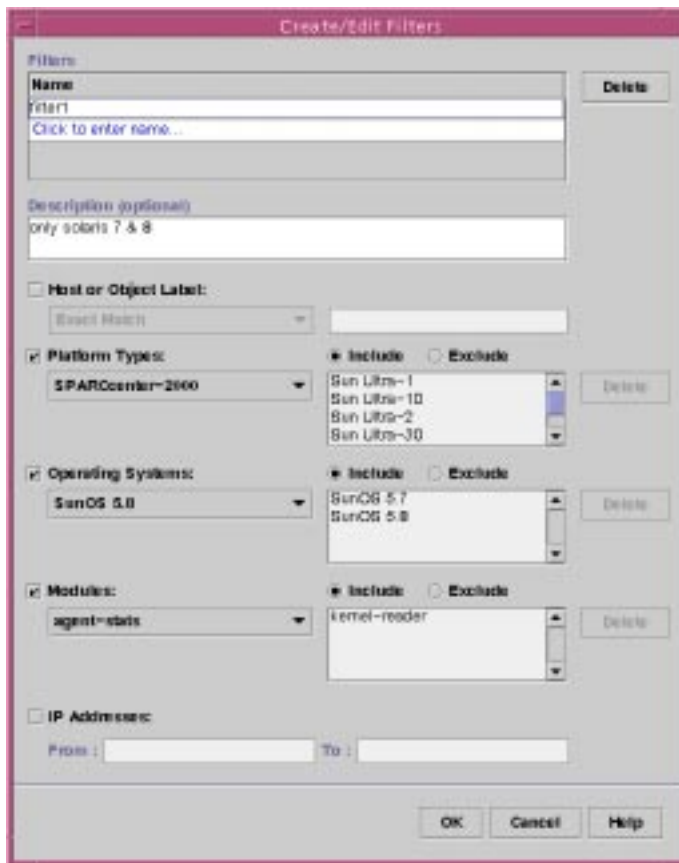 Create/Edit Filters
Filters
Name
Delete
filter1
Click to enter name...
Description (optional)
only solaris 7 & 8
Host or Object Label:
Exact Match
Platform Types:
Include
Exclude
SPARCcenter-2000
Sun Ultra-1
Sun Ultra-10
Sun Ultra-2
Sun Ultra-30
Delete
Operating Systems:
Include
Exclude
SunOS 5.8
SunOS 5.7
SunOS 5.8
Delete
Modules:
Include
Exclude
agent-stats
kernel-reader
Delete
IP Addresses:
From :
To :
OK
Cancel
Help